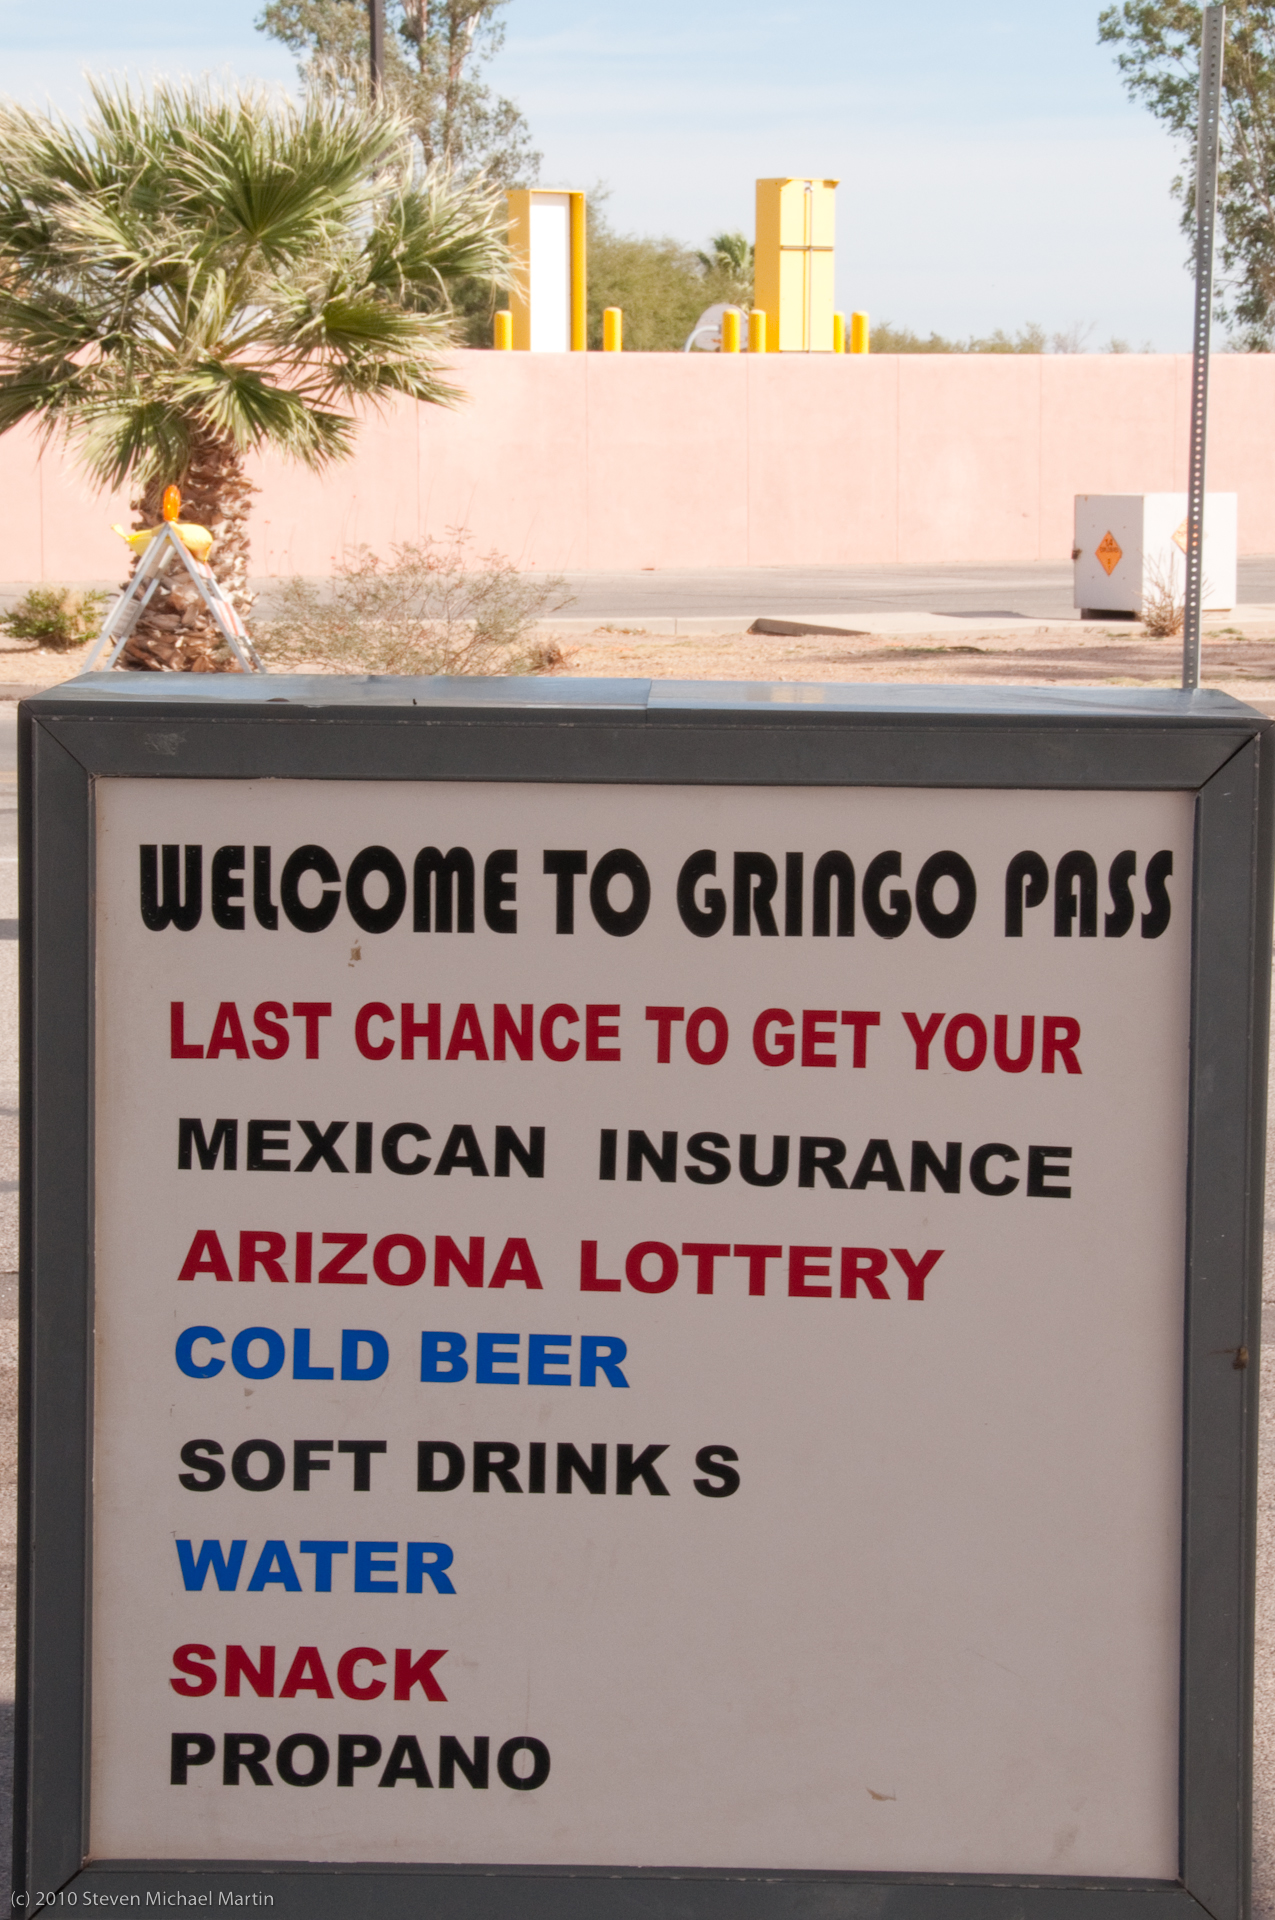 WELCOME TO GRINGO PASS
LAST CHANCE TO GET YOUR
MEXICAN INSURANCE
ARIZONA LOTTERY
COLD BEER
SOFT DRINK S
WATER
SNACK
PROPANO
(c) 2010 Steven Michael Martin